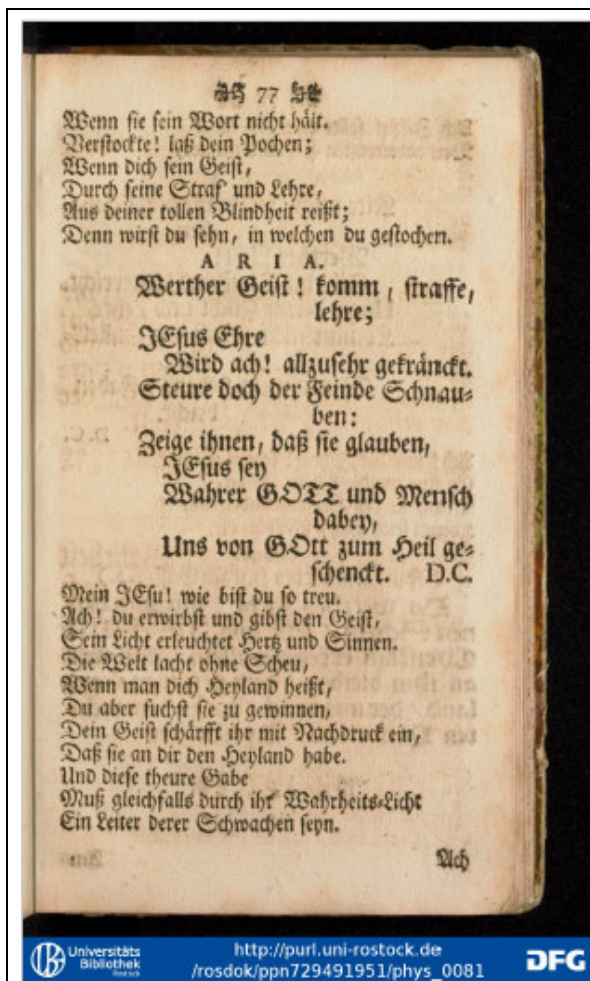 77
Wenn sie sein Wort nicht hält.
Verstockte! laß dein Pochen;
Wenn dich sein Geist,
Durch seine Straf' und Lehre,
Aus deiner tollen Blindheit reißt;
Denn wirst du sehn, in welchen du gestochen.
A R I A.
Werther Geist! komm, straffe,
lehre;
JEsus Ehre
Wird ach! allzusehr gekränckt.
Steure doch der Feinde Schnau=
ben:
Zeige ihnen, daß sie glauben,
JEsus sey
Wahrer GOTT und Mensch
dabey,
Uns von GOtt zum Heil ge=
schenckt. D.C.
Mein JEsu! wie bist du so treu.
Ach! du erwirbst und gibst den Geist,
Sein Licht erleuchtet Hertz und Sinnen.
Die Welt lacht ohne Scheu,
Wenn man dich Heyland heißt,
Du aber suchst sie zu gewinnen,
Dein Geist schärfft ihr mit Nachdruck ein,
Daß sie an dir den Heyland habe.
Und diese theure Gabe
Muß gleichfalls durch ihr Wahrheits=Licht
Ein Leiter derer Schwachen seyn.
Ach
Universitäts
Bibliothek
Rostock
http://purl.uni-rostock.de
/rosdok/ppn729491951/phys_0081
DFG